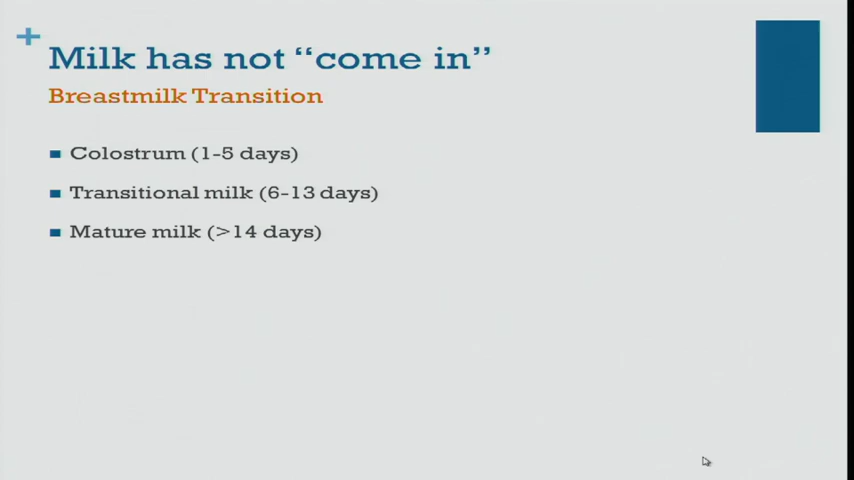 Milk has not “come in”
Breastmilk Transition
Colostrum (1-5 days)
Transitional milk (6-13 days)
Mature milk (>14 days)